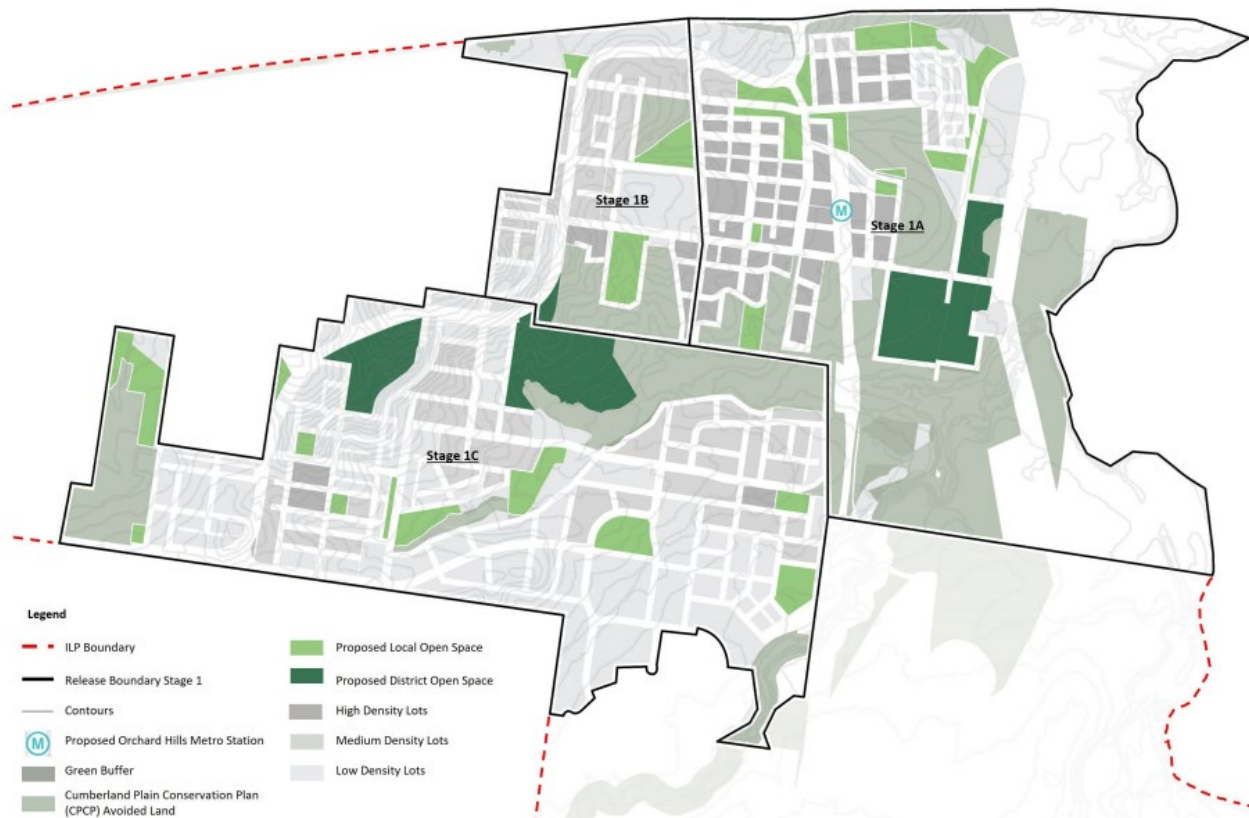 Stage 1B
M
Stage 1A
Stage 1C
Legend
ILP Boundary
Release Boundary Stage 1
Contours
M
Proposed Orchard Hills Metro Station
Green Buffer
Cumberland Plain Conservation Plan
(CPCP) Avoided Land
Proposed Local Open Space
Proposed District Open Space
High Density Lots
Medium Density Lots
Low Density Lots